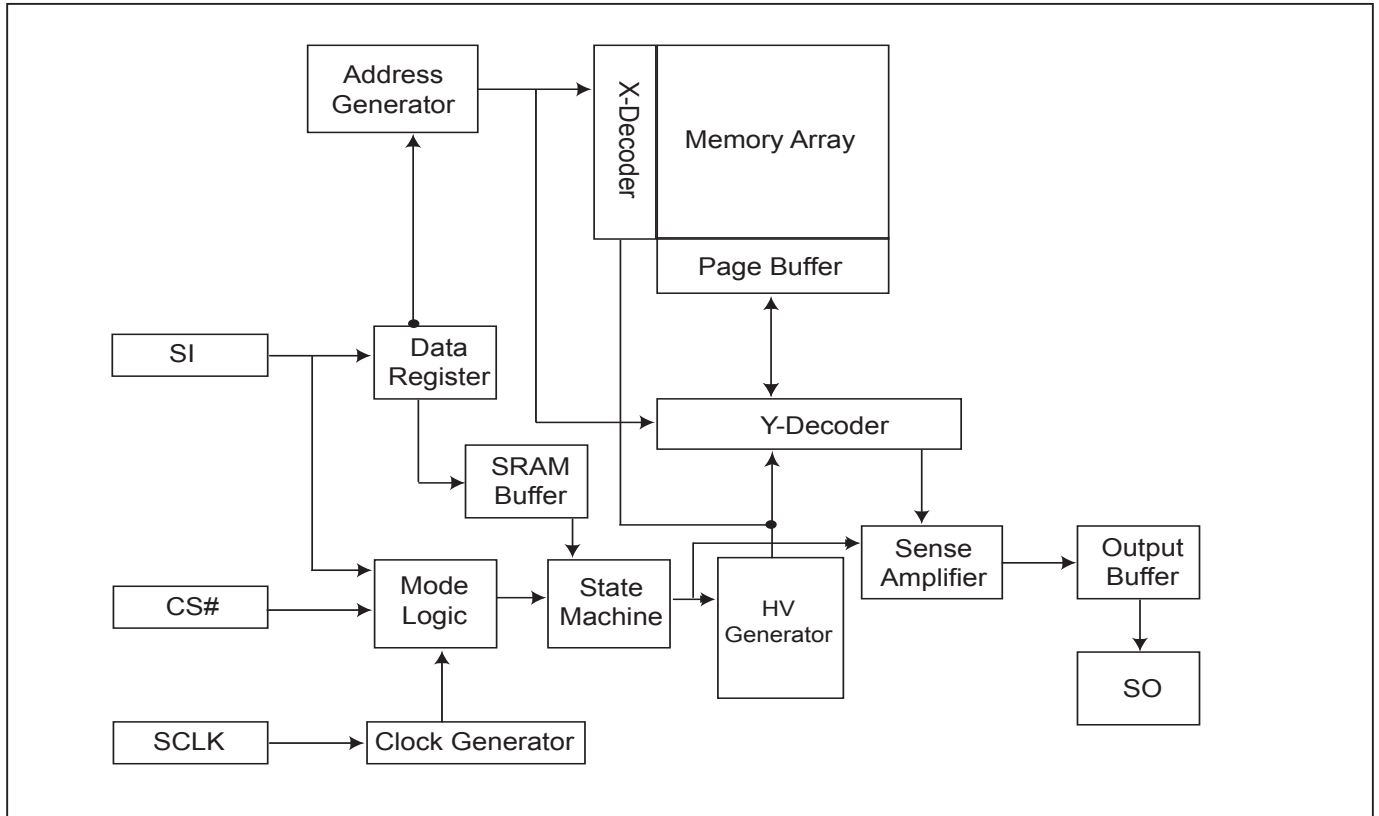 Address
Generator
X-Decoder
Memory Array
Page Buffer
SI
Data
Register
Y-Decoder
SRAM
Buffer
Sense
Amplifier
Output
Buffer
CS#
Mode
Logic
State
Machine
HV
Generator
SO
SCLK
Clock Generator